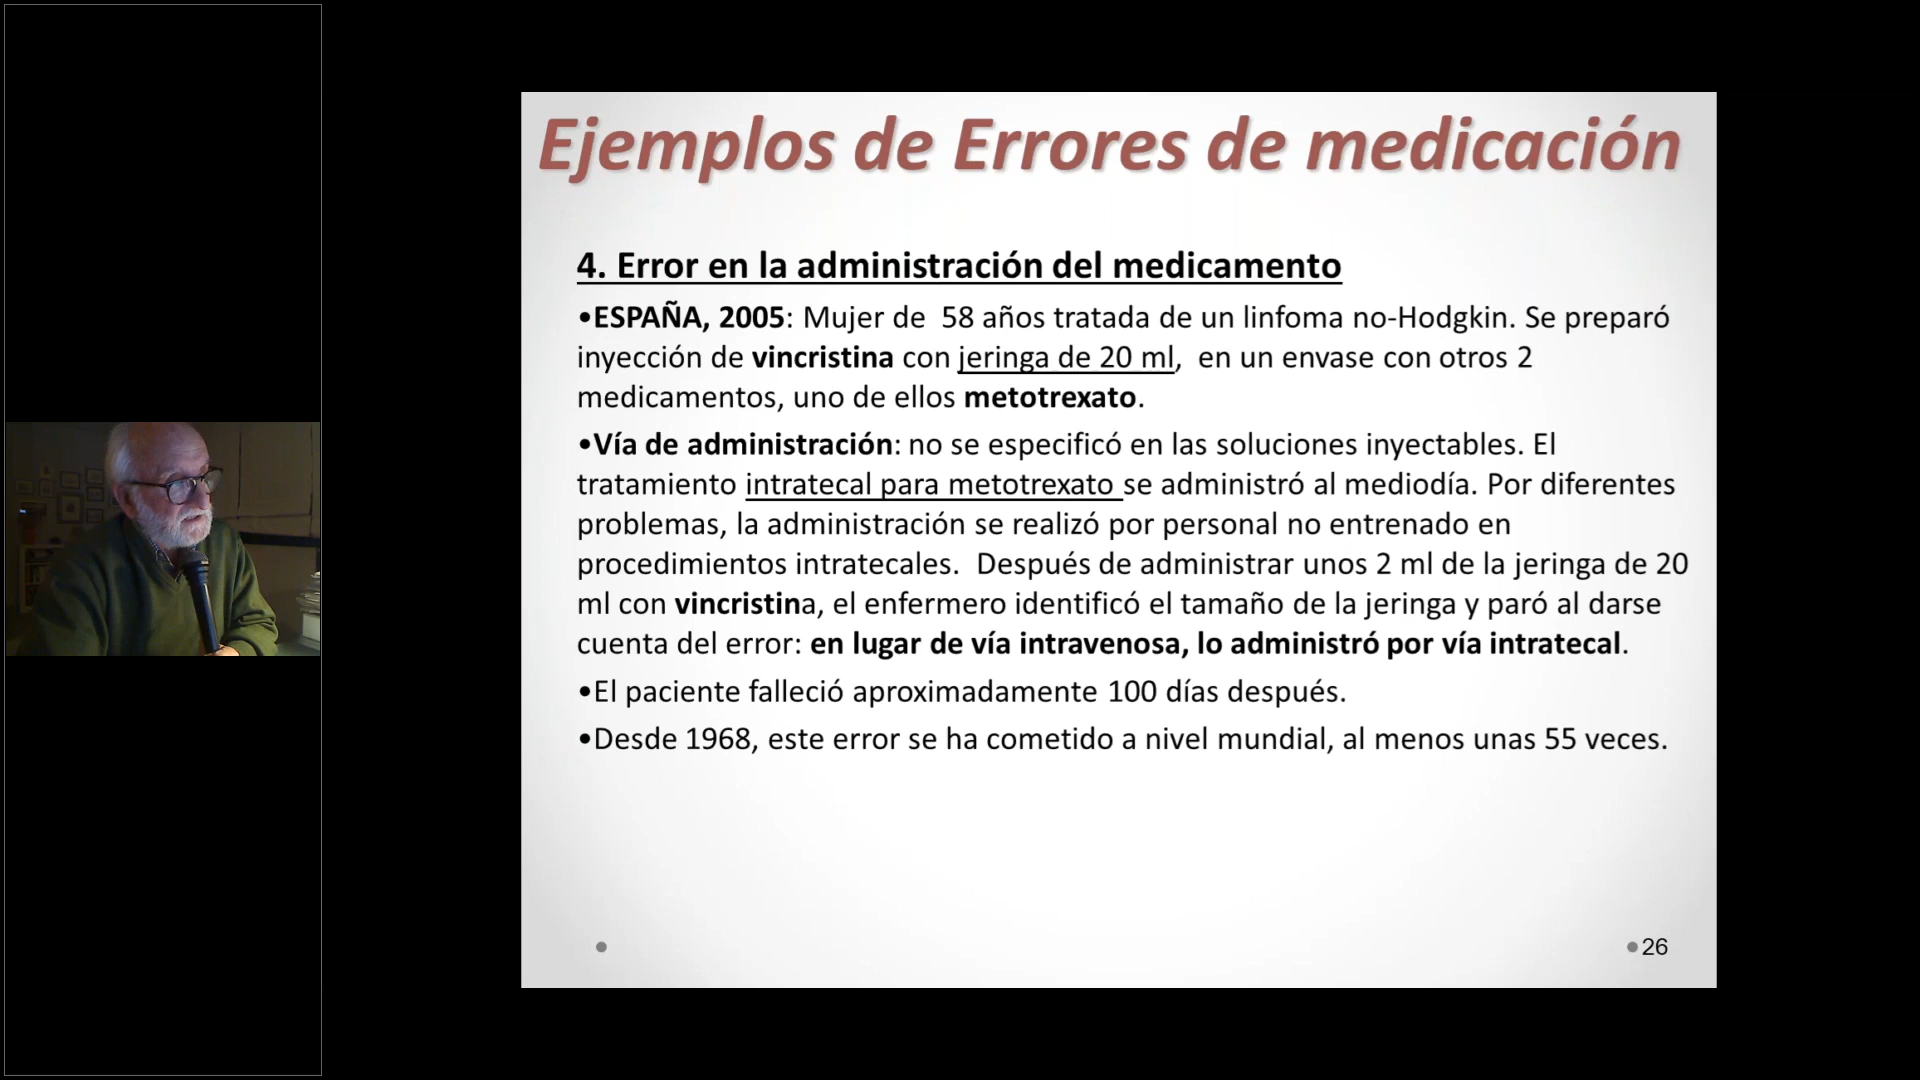 Ejemplos de Errores de medicación
4. Error en la administración del medicamento
•ESPAÑA, 2005: Mujer de 58 años tratada de un linfoma no-Hodgkin. Se preparó
inyección de vincristina con jeringa de 20 ml, en un envase con otros 2
medicamentos, uno de ellos metotrexato.
•Vía de administración: no se especificó en las soluciones inyectables. El
tratamiento intratecal para metotrexato se administró al mediodía. Por diferentes
problemas, la administración se realizó por personal no entrenado en
procedimientos intratecales. Después de administrar unos 2 ml de la jeringa de 20
ml con vincristina, el enfermero identificó el tamaño de la jeringa y paró al darse
cuenta del error: en lugar de vía intravenosa, lo administró por vía intratecal.
•El paciente falleció aproximadamente 100 días después.
•Desde 1968, este error se ha cometido a nivel mundial, al menos unas 55 veces.
•26